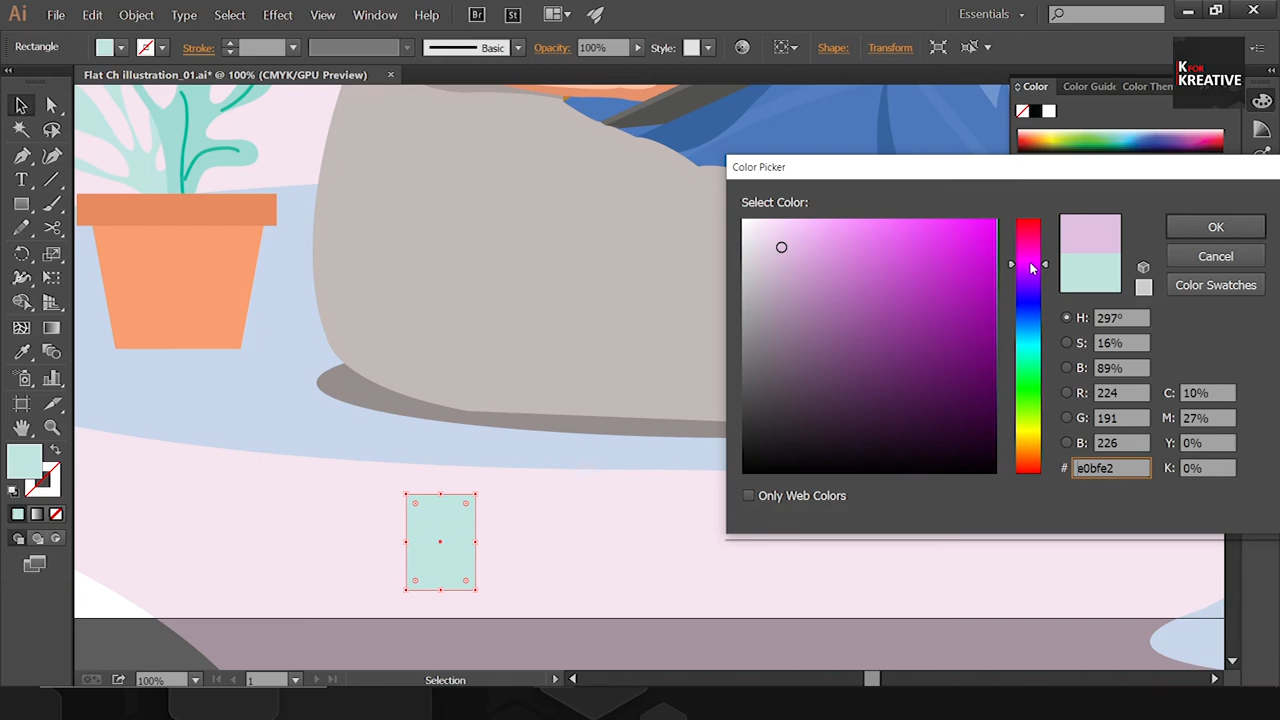 Ai File Edit Object Type Select Effect View Window Help Br St Essentials
Rectangle Stroke: Basic Opacity: 100% Style: Shape: Transform
K FOR KREATIVE
Flat Ch illustration_01.ai* @ 100% (CMYK/GPU Preview)
Color Color Guide Color Then
Color Picker
Select Color:
OK
Cancel
Color Swatches
H: 297°
S: 16%
B: 89%
R: 224 C: 10%
G: 191 M: 27%
B: 226 Y: 0%
# e0bfe2 K: 0%
Only Web Colors
100% 1 Selection